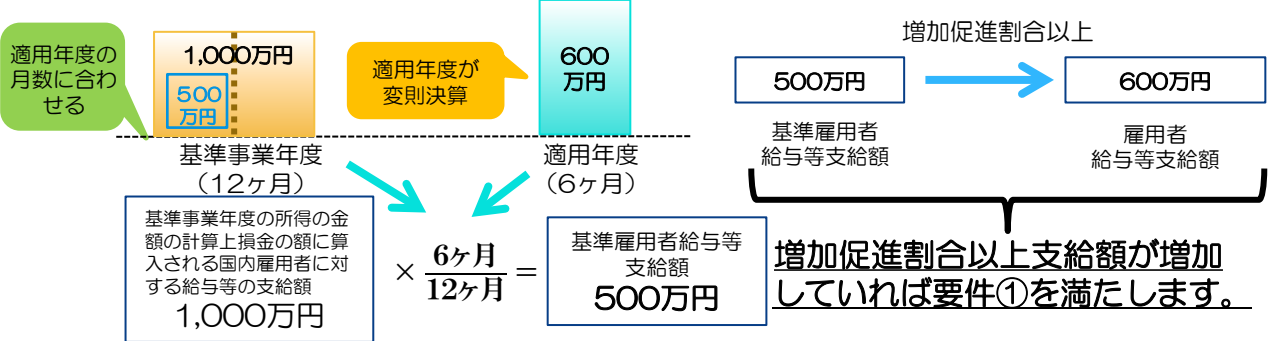 適用年度の
月数に合わ
せる
1,000万円
500
万円
適用年度が
変則決算
600
万円
基準事業年度
（12ヶ月）
適用年度
（6ヶ月）
基準事業年度の所得の金
額の計算上損金の額に算
入される国内雇用者に対
する給与等の支給額
1,000万円
× 6ヶ月
12ヶ月 =
基準雇用者給与等
支給額
500万円
増加促進割合以上
500万円
600万円
基準雇用者
給与等支給額
雇用者
給与等支給額
増加促進割合以上支給額が増加
していれば要件①を満たします。